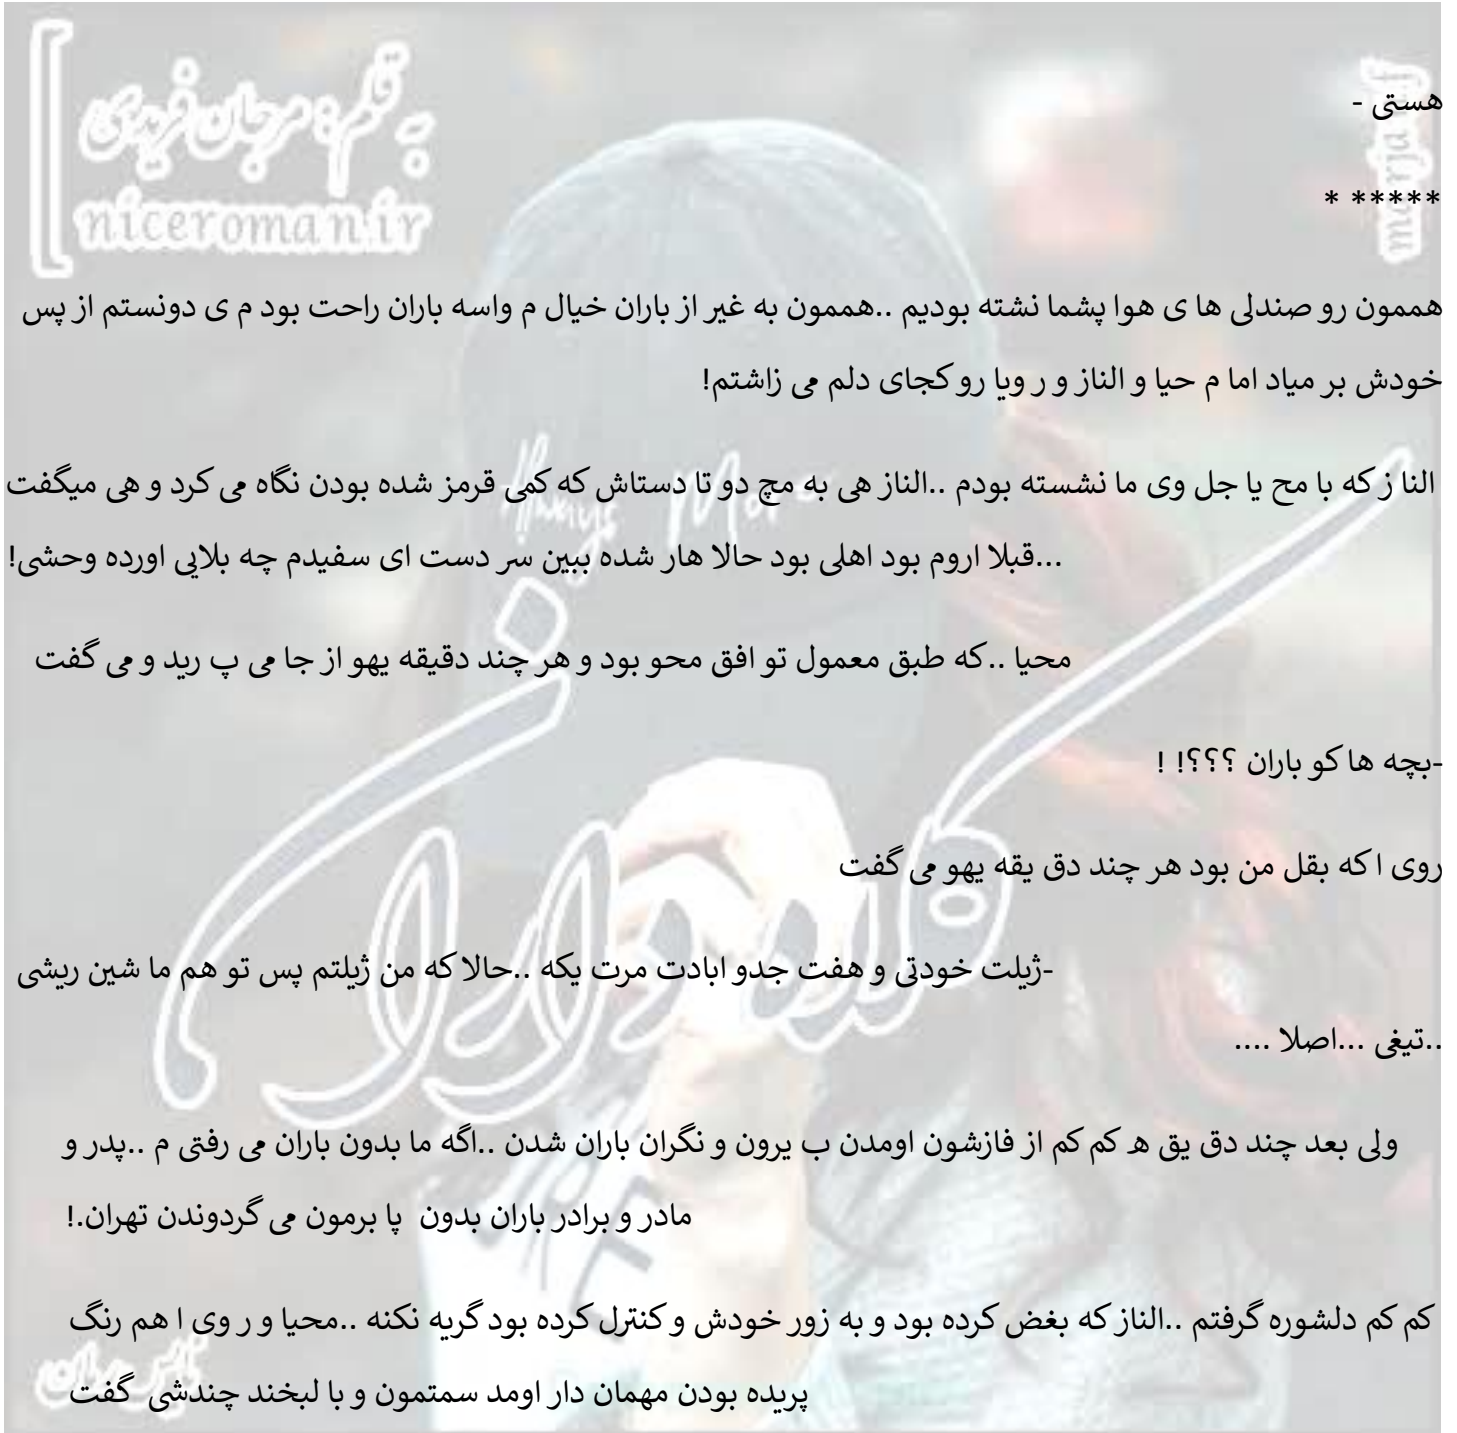 به قلم: مرجان فریدی
niceroman.ir
هستی -
* *****
هممون رو صندلی ها ی هوا پشما نشته بودیم ..هممون به غیر از باران خیال م واسه باران راحت بود م ی دونستم از پس
خودش بر میاد اما م حیا و الناز و ر ویا رو کجای دلم می زاشتم!
النا ز که با مح یا جل وی ما نشسته بودم ..الناز هی به مچ دو تا دستاش که کمی قرمز شده بودن نگاه می کرد و هی میگفت
...قبلا اروم بود اهلی بود حالا هار شده ببین سر دست ای سفیدم چه بلایی اورده وحشی!
محیا ..که طبق معمول تو افق محو بود و هر چند دقیقه یهو از جا می پ رید و می گفت
-بچه ها کو باران ؟؟؟! !
روی ا که بقل من بود هر چند دق یقه یهو می گفت
-ژیلت خودتی و هفت جدو ابادت مرت یکه ..حالا که من ژیلتم پس تو هم ما شین ریشی
..تیغی ...اصلا ....
ولی بعد چند دق یق ه کم کم از فازشون اومدن ب یرون و نگران باران شدن ..اگه ما بدون باران می رفتی م ..پدر و
مادر و برادر باران بدون پا برمون می گردوندن تهران.!
کم کم دلشوره گرفتم ..الناز که بغض کرده بود و به زور خودش و کنترل کرده بود گریه نکنه ..محیا و ر وی ا هم رنگ
پریده بودن مهمان دار اومد سمتمون و با لبخند چندشی گفت